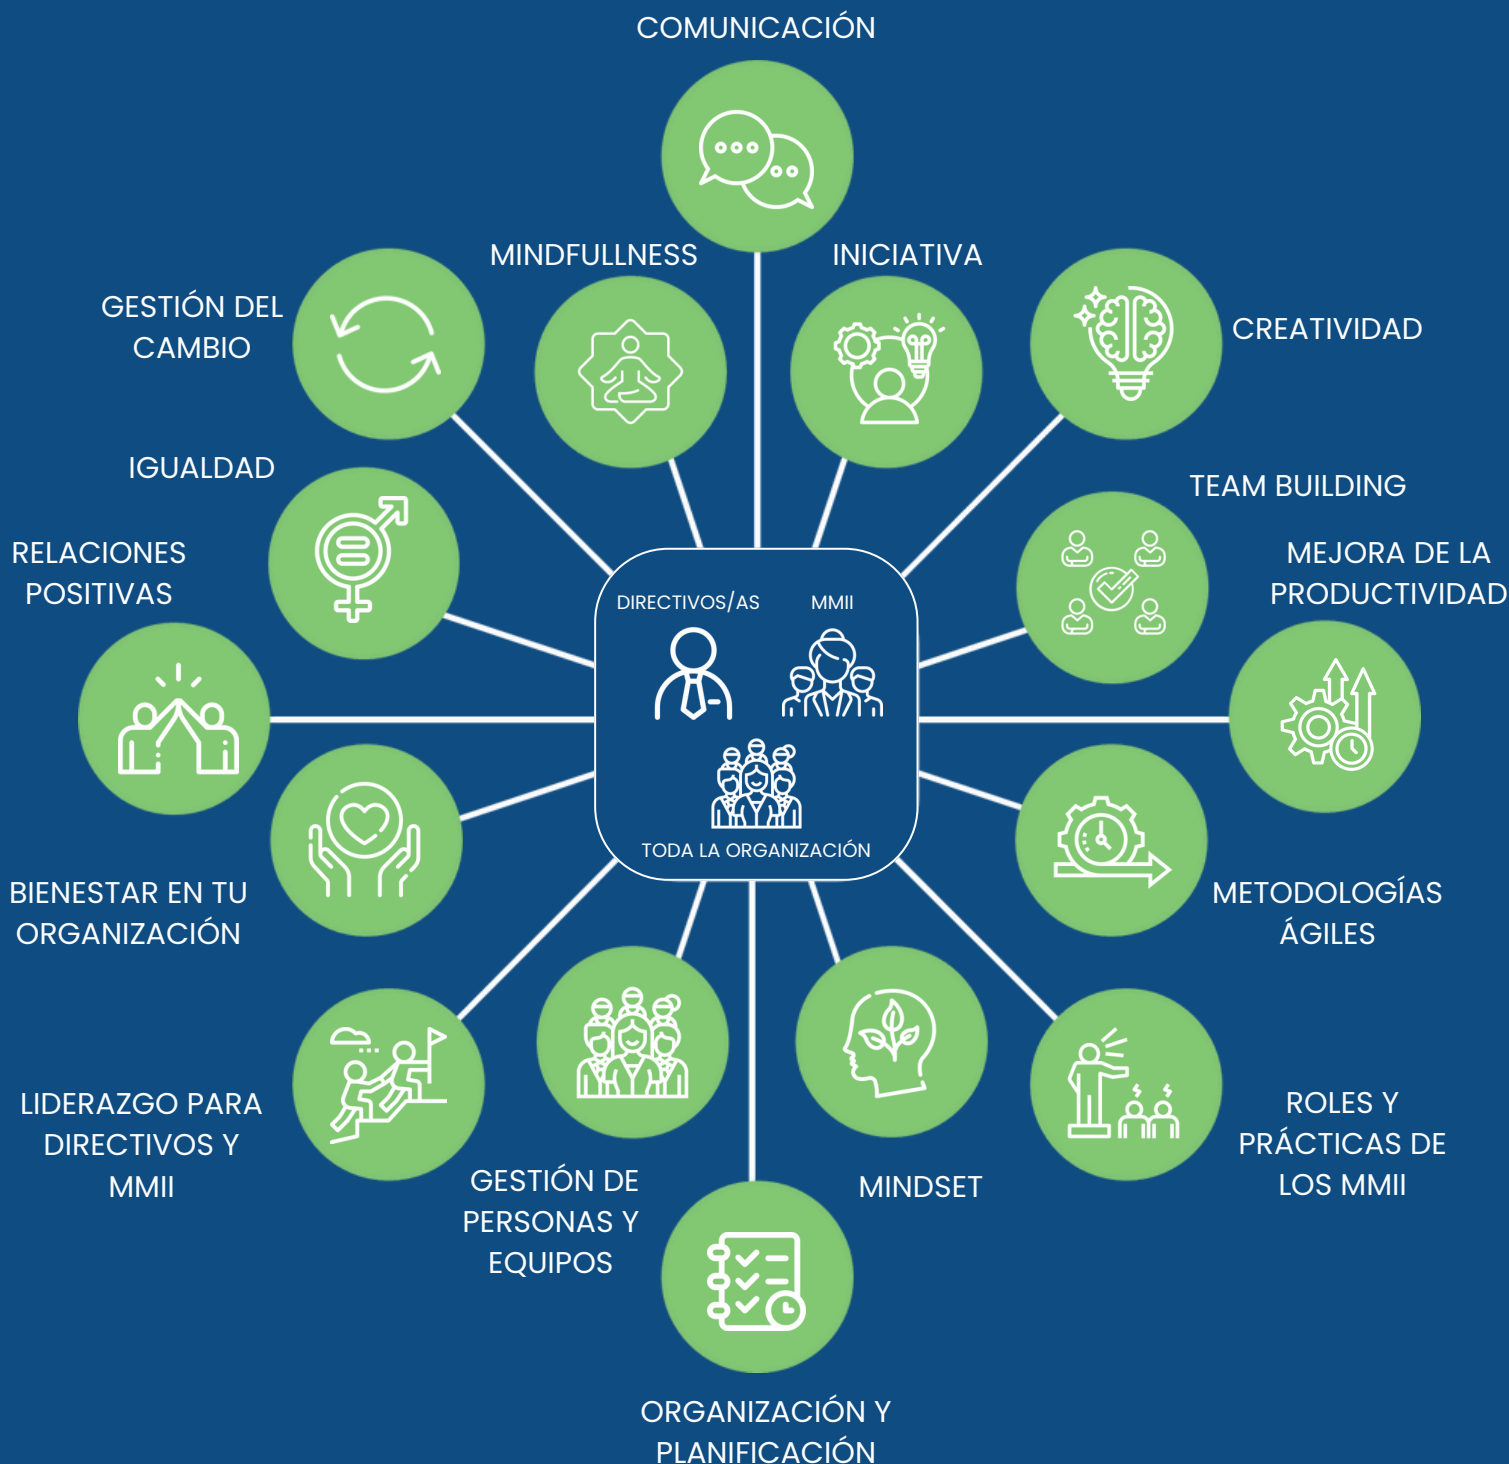 COMUNICACIÓN
MINDFULLNESS
INICIATIVA
GESTIÓN DEL
CAMBIO
CREATIVIDAD
IGUALDAD
TEAM BUILDING
RELACIONES
POSITIVAS
MEJORA DE LA
PRODUCTIVIDAD
DIRECTIVOS/AS
MMII
TODA LA ORGANIZACIÓN
BIENESTAR EN TU
ORGANIZACIÓN
METODOLOGÍAS
ÁGILES
LIDERAZGO PARA
DIRECTIVOS Y
MMII
GESTIÓN DE
PERSONAS Y
EQUIPOS
MINDSET
ROLES Y
PRÁCTICAS DE
LOS MMII
ORGANIZACIÓN Y
PLANIFICACIÓN